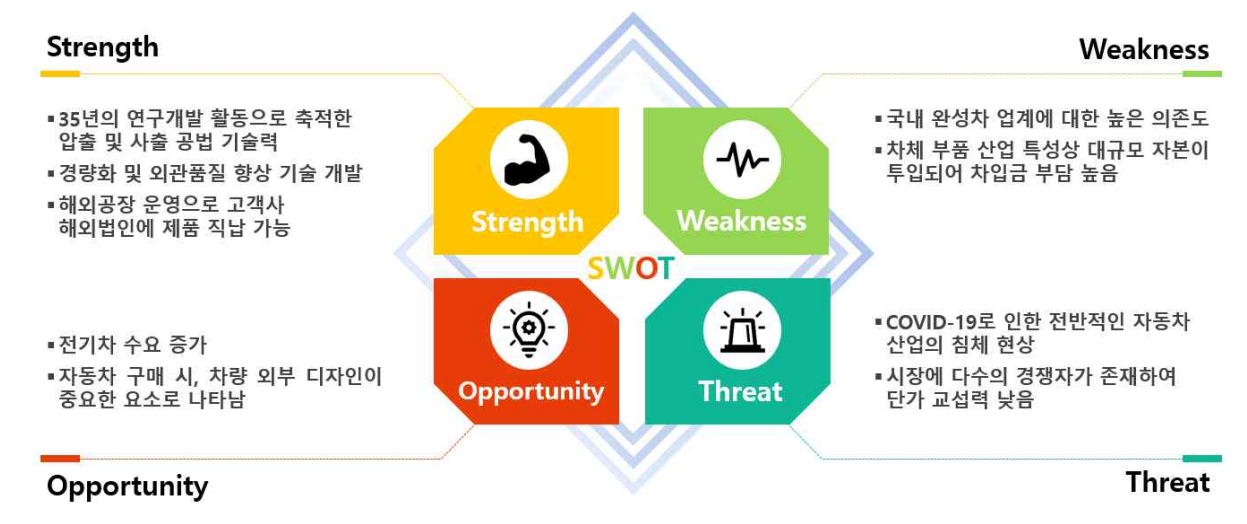 Strength
▪35년의 연구개발 활동으로 축적한
압출 및 사출 공법 기술력
▪경량화 및 외관품질 향상 기술 개발
▪해외공장 운영으로 고객사
해외법인에 제품 직납 가능
Weakness
▪국내 완성차 업계에 대한 높은 의존도
▪차체 부품 산업 특성상 대규모 자본이
투입되어 차입금 부담 높음
Strength
Weakness
SWOT
Opportunity
Threat
▪전기차 수요 증가
▪자동차 구매 시, 차량 외부 디자인이
중요한 요소로 나타남
Opportunity
▪COVID-19로 인한 전반적인 자동차
산업의 침체 현상
▪시장에 다수의 경쟁자가 존재하여
단가 교섭력 낮음
Threat